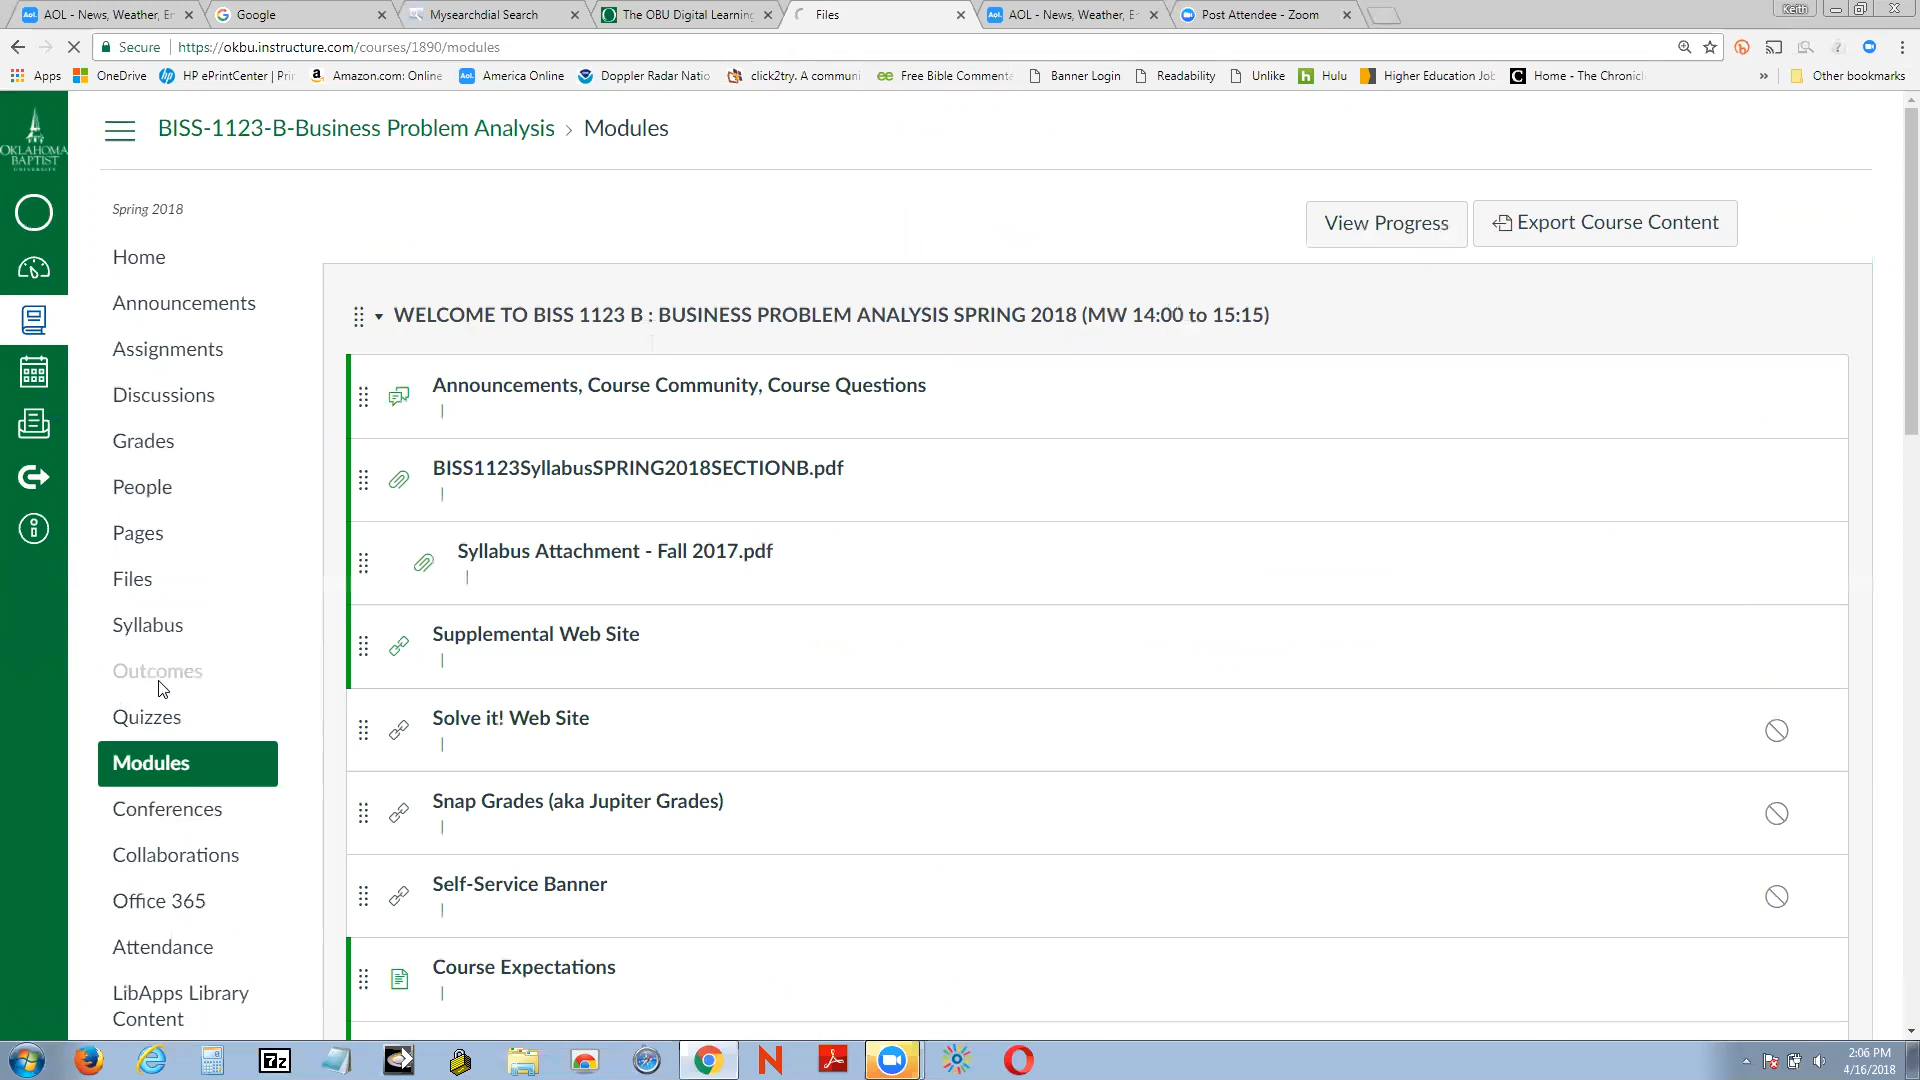 AOL - News, Weather, En
Google
Mysearchdial Search
The OBU Digital Learning
Files
AOL - News, Weather, E
Post Attendee - Zoom
Keith
Secure
https://okbu.instructure.com/courses/1890/modules
Apps
OneDrive
HP ePrintCenter | Pri
Amazon.com: Online
America Online
Doppler Radar Natio
click2try. A communi
Free Bible Comment
Banner Login
Readability
Unlike
Hulu
Higher Education Jo
Home - The Chronicl
»
Other bookmarks
OKLAHOMA
BAPTIST
UNIVERSITY
BISS-1123-B-Business Problem Analysis › Modules
Spring 2018
View Progress
Export Course Content
Home
Announcements
Assignments
Discussions
Grades
People
Pages
Files
Syllabus
Outcomes
Quizzes
Modules
Conferences
Collaborations
Office 365
Attendance
LibApps Library
Content
WELCOME TO BISS 1123 B : BUSINESS PROBLEM ANALYSIS SPRING 2018 (MW 14:00 to 15:15)
Announcements, Course Community, Course Questions
|
BISS1123SyllabusSPRING2018SECTIONB.pdf
|
Syllabus Attachment - Fall 2017.pdf
|
Supplemental Web Site
|
Solve it! Web Site
|
Snap Grades (aka Jupiter Grades)
|
Self-Service Banner
|
Course Expectations
|
7z
2:06 PM
4/16/2018